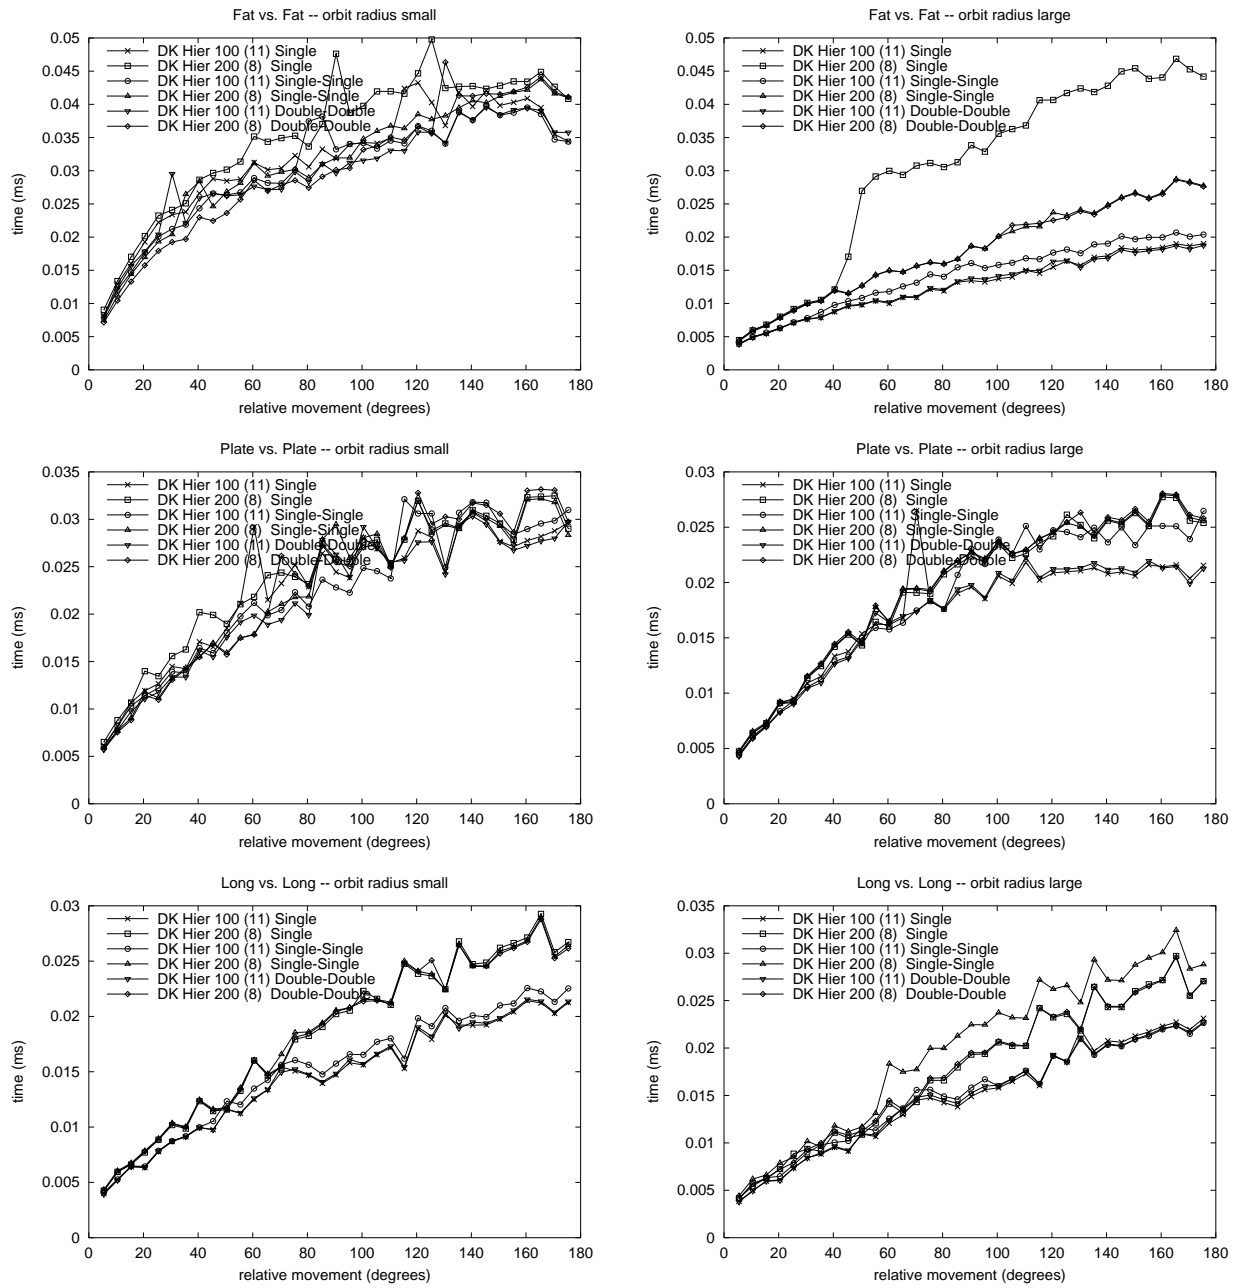 Fat vs. Fat -- orbit radius small
0.05
0.045
0.04
0.035
0.03
0.025
0.02
0.015
0.01
0.005
0
time (ms)
DK Hier 100 (11) Single
DK Hier 200 (8) Single
DK Hier 100 (11) Single-Single
DK Hier 200 (8) Single-Single
DK Hier 100 (11) Double-Double
DK Hier 200 (8) Double-Double
0 20 40 60 80 100 120 140 160 180
relative movement (degrees)
Fat vs. Fat -- orbit radius large
0.05
0.045
0.04
0.035
0.03
0.025
0.02
0.015
0.01
0.005
0
time (ms)
DK Hier 100 (11) Single
DK Hier 200 (8) Single
DK Hier 100 (11) Single-Single
DK Hier 200 (8) Single-Single
DK Hier 100 (11) Double-Double
DK Hier 200 (8) Double-Double
0 20 40 60 80 100 120 140 160 180
relative movement (degrees)
Plate vs. Plate -- orbit radius small
0.035
0.03
0.025
0.02
0.015
0.01
0.005
0
time (ms)
DK Hier 100 (11) Single
DK Hier 200 (8) Single
DK Hier 100 (11) Single-Single
DK Hier 200 (8) Single-Single
DK Hier 100 (11) Double-Double
DK Hier 200 (8) Double-Double
0 20 40 60 80 100 120 140 160 180
relative movement (degrees)
Plate vs. Plate -- orbit radius large
0.03
0.025
0.02
0.015
0.01
0.005
0
time (ms)
DK Hier 100 (11) Single
DK Hier 200 (8) Single
DK Hier 100 (11) Single-Single
DK Hier 200 (8) Single-Single
DK Hier 100 (11) Double-Double
DK Hier 200 (8) Double-Double
0 20 40 60 80 100 120 140 160 180
relative movement (degrees)
Long vs. Long -- orbit radius small
0.03
0.025
0.02
0.015
0.01
0.005
0
time (ms)
DK Hier 100 (11) Single
DK Hier 200 (8) Single
DK Hier 100 (11) Single-Single
DK Hier 200 (8) Single-Single
DK Hier 100 (11) Double-Double
DK Hier 200 (8) Double-Double
0 20 40 60 80 100 120 140 160 180
relative movement (degrees)
Long vs. Long -- orbit radius large
0.035
0.03
0.025
0.02
0.015
0.01
0.005
0
time (ms)
DK Hier 100 (11) Single
DK Hier 200 (8) Single
DK Hier 100 (11) Single-Single
DK Hier 200 (8) Single-Single
DK Hier 100 (11) Double-Double
DK Hier 200 (8) Double-Double
0 20 40 60 80 100 120 140 160 180
relative movement (degrees)